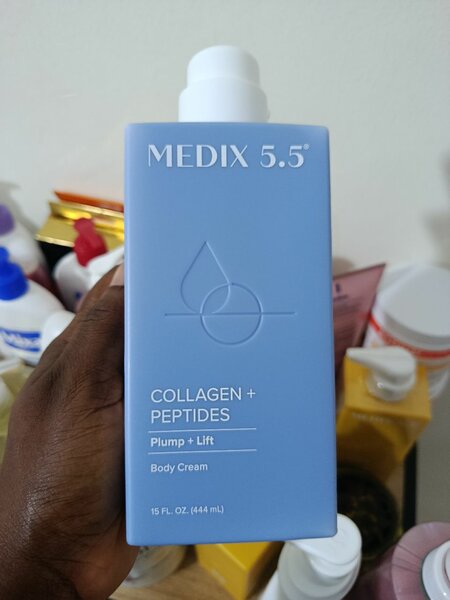 MEDIX 5.5®
COLLAGEN +
PEPTIDES
Plump + Lift
Body Cream
15 FL. OZ. (444 mL)